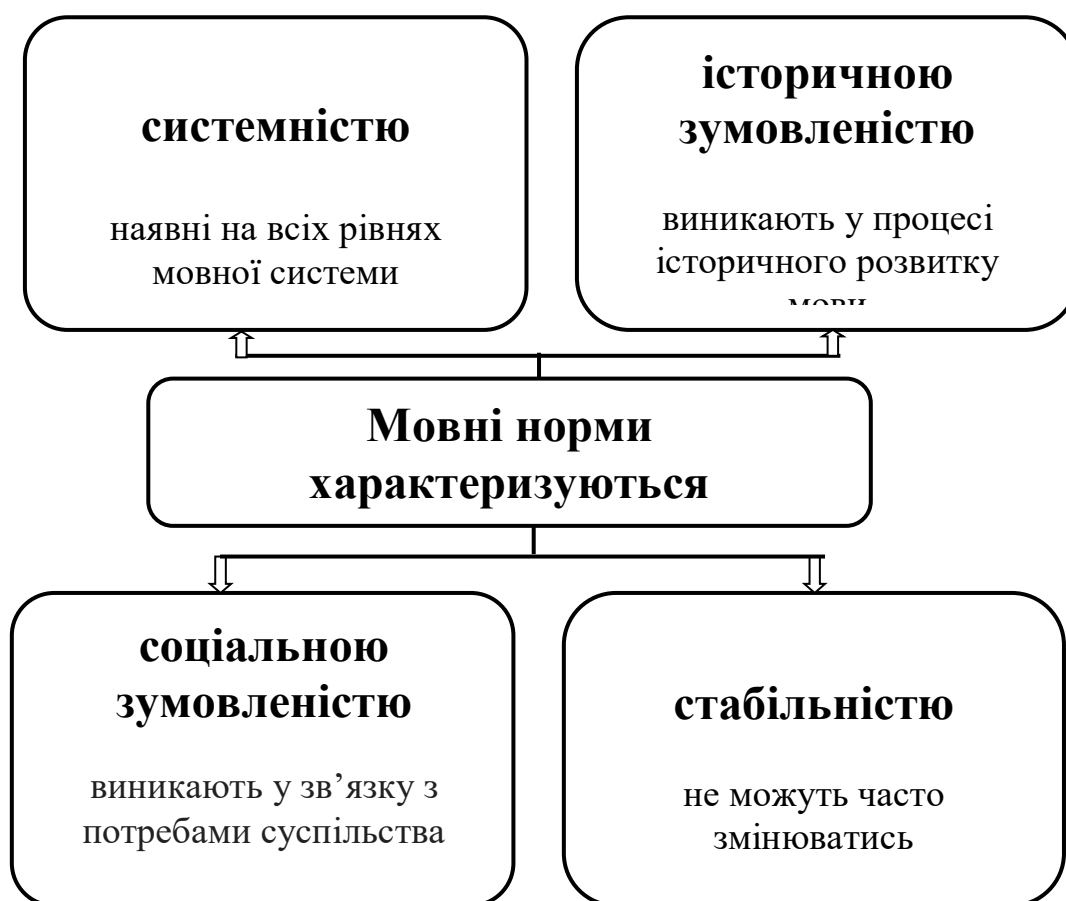 системністю
наявні на всіх рівнях
мовної системи
історичною
зумовленістю
виникають у процесі
історичного розвитку
мови
Мовні норми
характеризуються
соціальною
зумовленістю
виникають у зв’язку з
потребами суспільства
стабільністю
не можуть часто
змінюватись